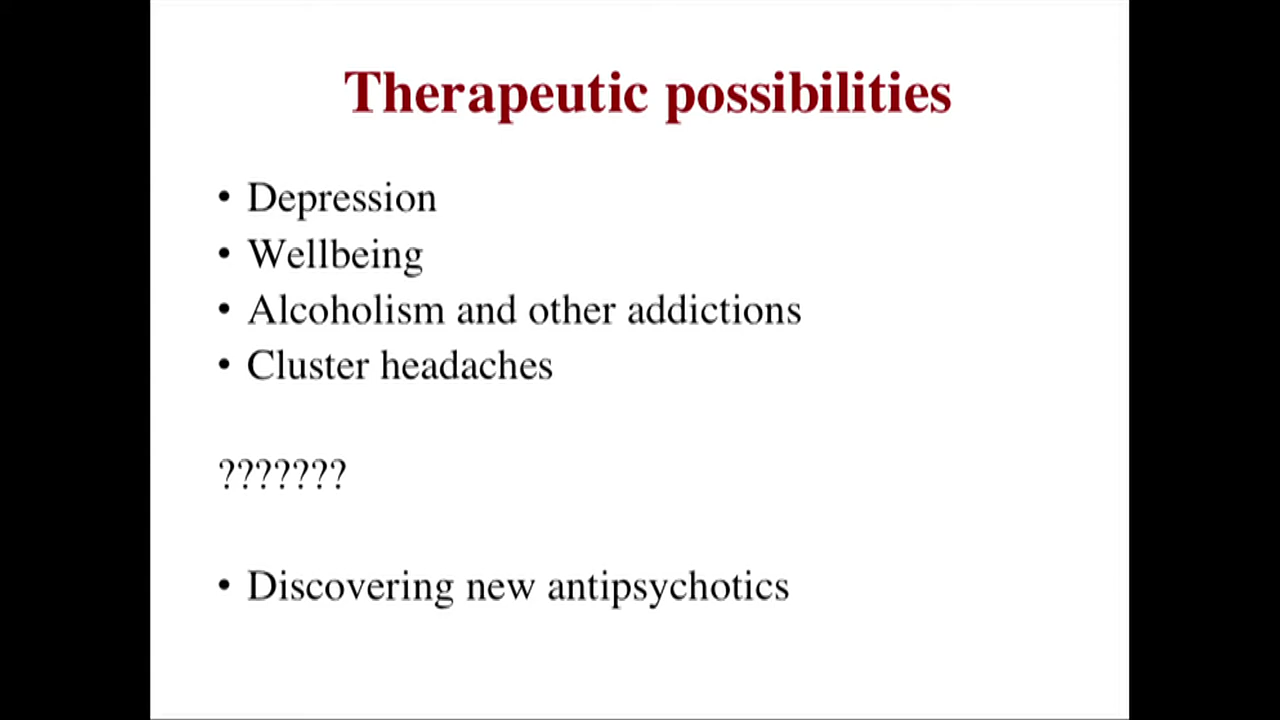 Therapeutic possibilities
• Depression
• Wellbeing
• Alcoholism and other addictions
• Cluster headaches
???????
• Discovering new antipsychotics